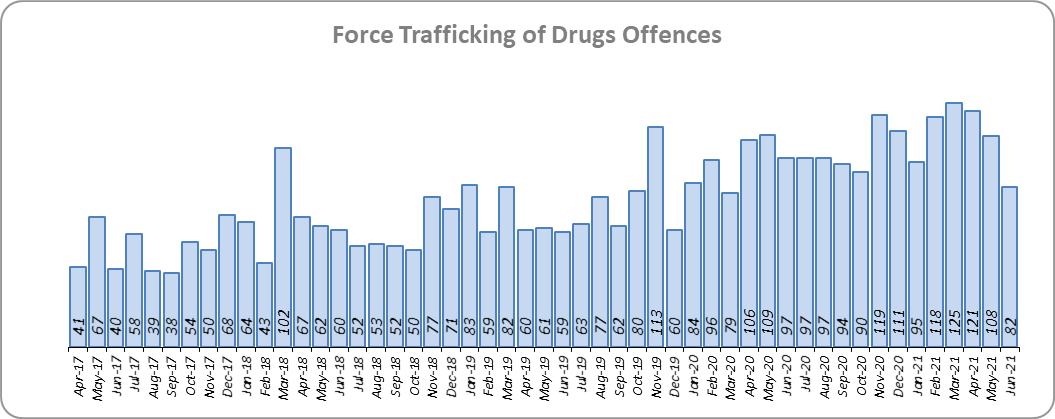 Force Trafficking of Drugs Offences
41 67 40 58 39 38 54 50 68 64 43 102 67 62 60 52 53 52 50 77 71 83 59 82 60 61 59 63 77 62 80 113 60 84 96 79 106 109 97 97 97 94 90 119 111 95 118 125 121 108 82
Apr-17 May-17 Jun-17 Jul-17 Aug-17 Sep-17 Oct-17 Nov-17 Dec-17 Jan-18 Feb-18 Mar-18 Apr-18 May-18 Jun-18 Jul-18 Aug-18 Sep-18 Oct-18 Nov-18 Dec-18 Jan-19 Feb-19 Mar-19 Apr-19 May-19 Jun-19 Jul-19 Aug-19 Sep-19 Oct-19 Nov-19 Dec-19 Jan-20 Feb-20 Mar-20 Apr-20 May-20 Jun-20 Jul-20 Aug-20 Sep-20 Oct-20 Nov-20 Dec-20 Jan-21 Feb-21 Mar-21 Apr-21 May-21 Jun-21